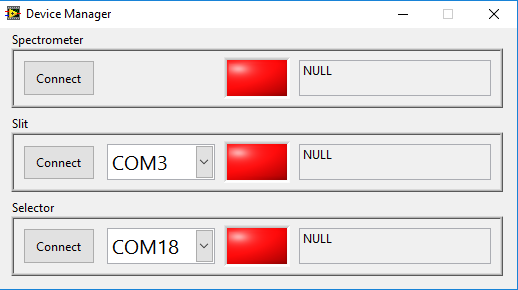 Device Manager
Spectrometer
Connect
NULL
Slit
Connect
COM3
NULL
Selector
Connect
COM18
NULL